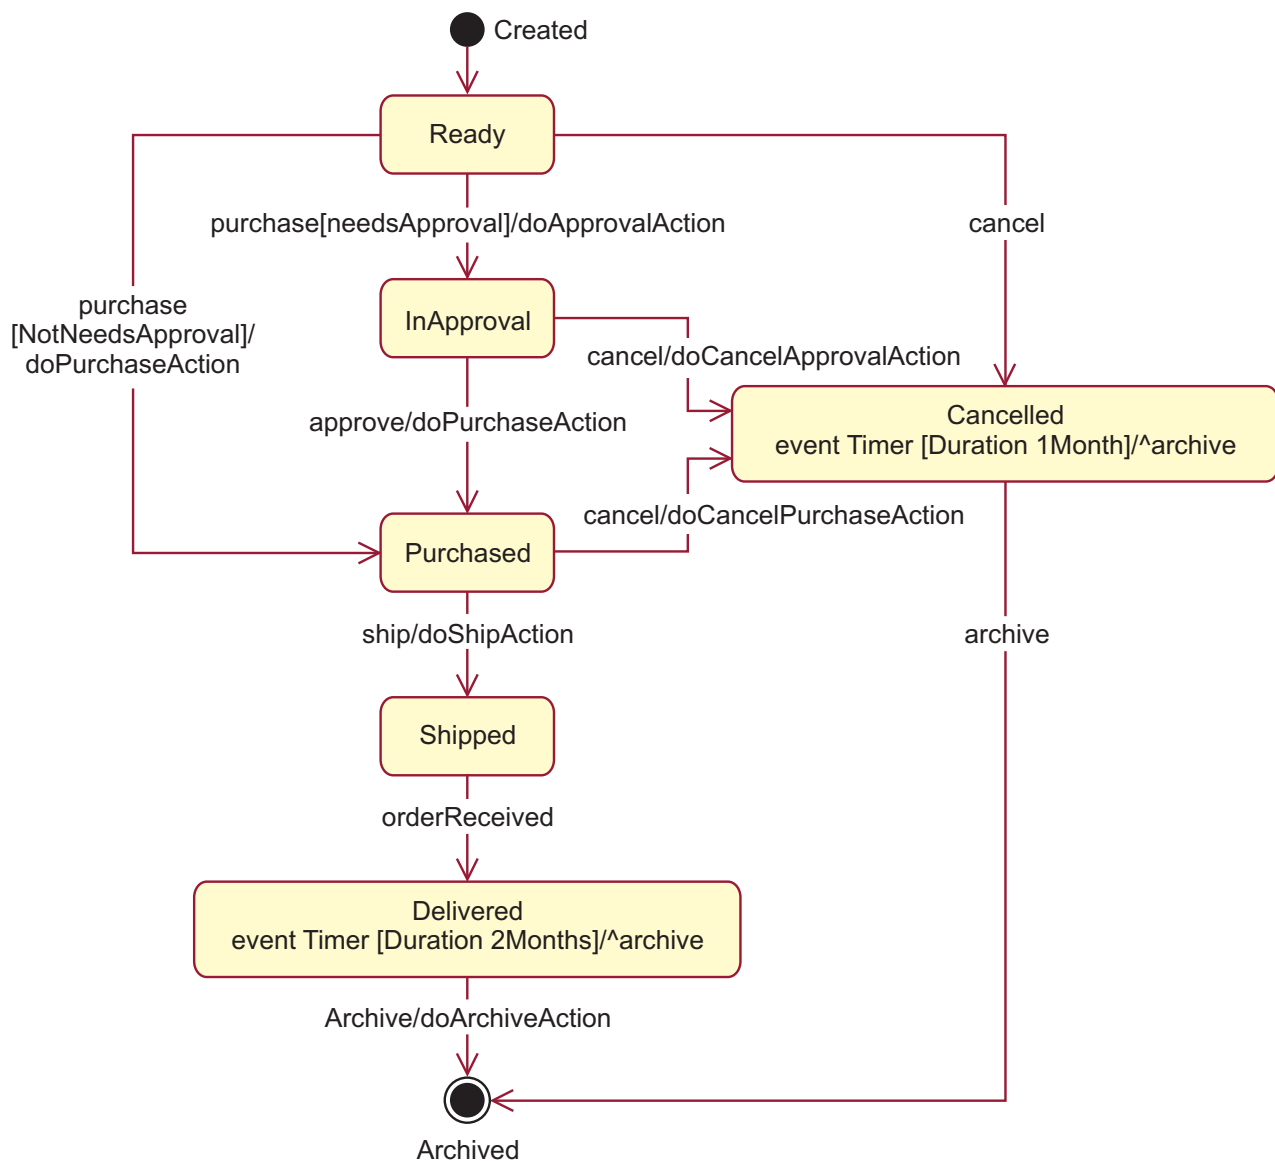 Created
Ready
purchase[needsApproval]/doApprovalAction
cancel
purchase
[NotNeedsApproval]/
doPurchaseAction
InApproval
cancel/doCancelApprovalAction
approve/doPurchaseAction
Cancelled
event Timer [Duration 1Month]/^archive
cancel/doCancelPurchaseAction
Purchased
ship/doShipAction
archive
Shipped
orderReceived
Delivered
event Timer [Duration 2Months]/^archive
Archive/doArchiveAction
Archived